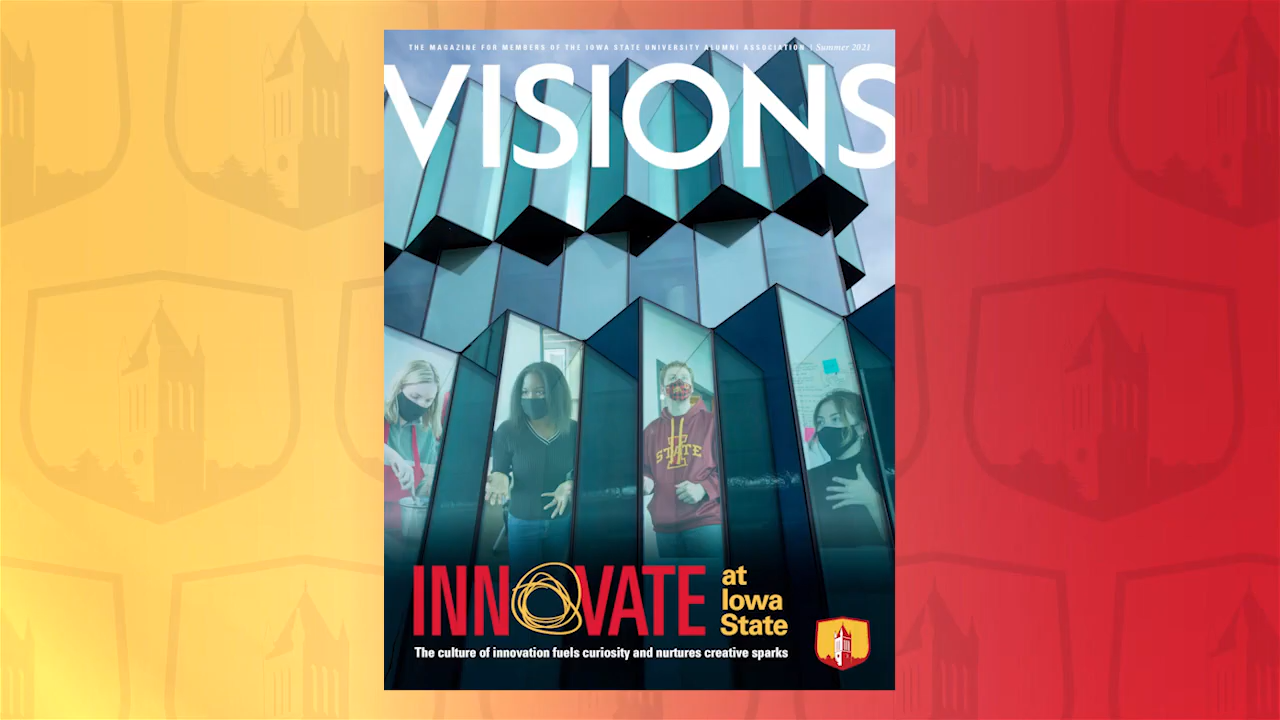 THE MAGAZINE FOR MEMBERS OF THE IOWA STATE UNIVERSITY ALUMNI ASSOCIATION | Summer 2021
VISIONS
I
STATE
INNOVATE
at
Iowa
State
The culture of innovation fuels curiosity and nurtures creative sparks